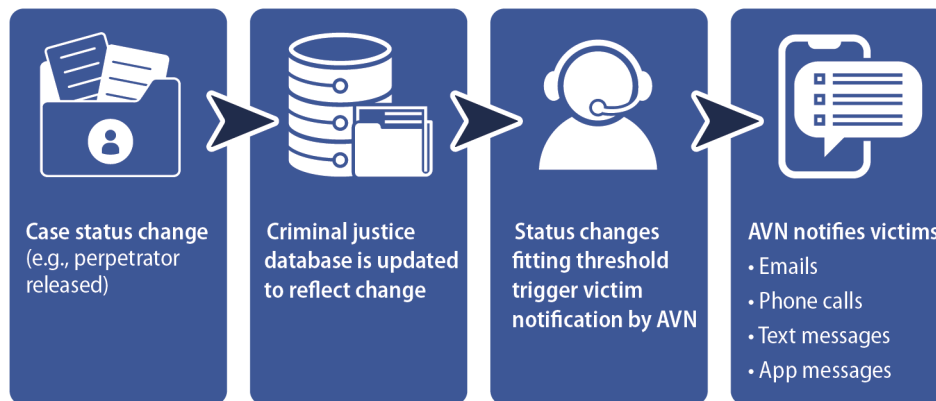 Case status change
(e.g., perpetrator
released)
Criminal justice
database is updated
to reflect change
Status changes
fitting threshold
trigger victim
notification by AVN
AVN notifies victims
• Emails
• Phone calls
• Text messages
• App messages